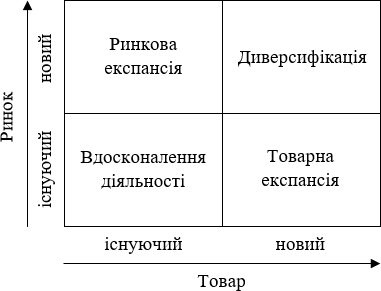 Ринок
новий
Ринкова
експансія
Диверсифікація
існуючий
Вдосконалення
діяльності
Товарна
експансія
існуючий
новий
Товар